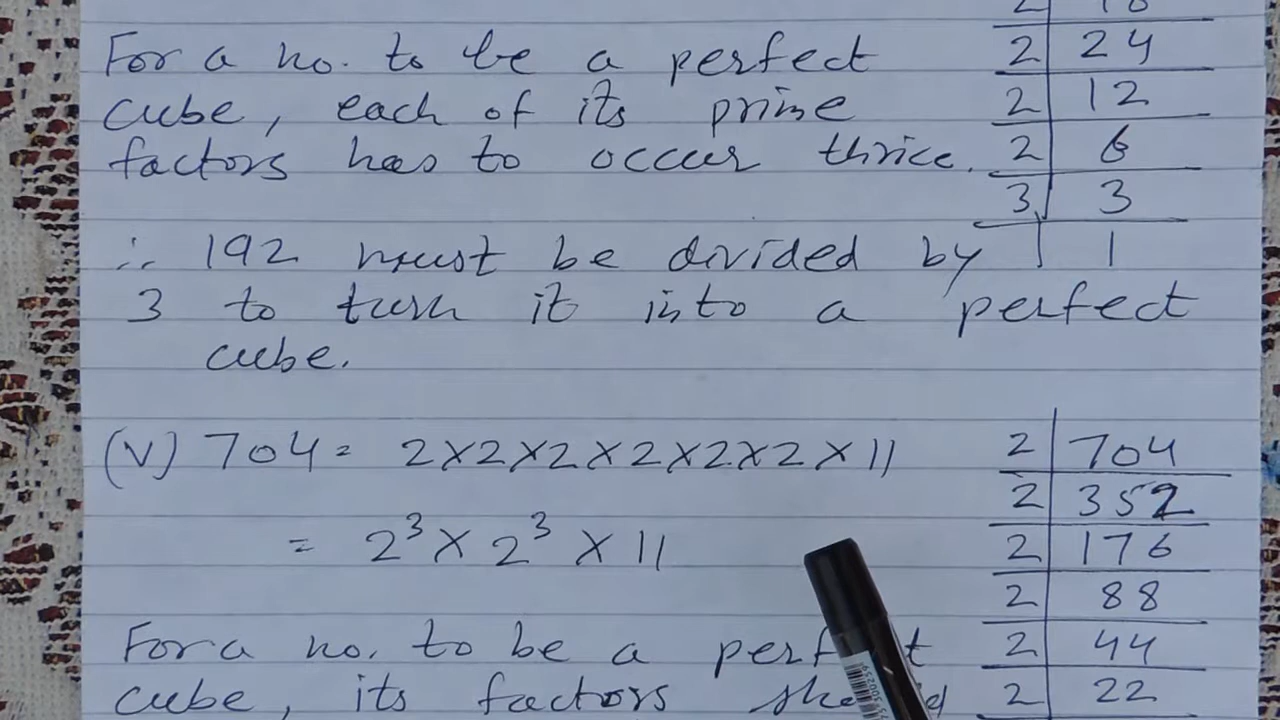 For a no. to be a perfect
cube, each of its prime
factors has to occur thrice.
2 24
2 12
2 6
3 3
1
∴ 192 must be divided by
3 to turn it into a perfect
cube.
(V) 704 = 2×2×2×2×2×2×11
= 2³×2³×11
2 704
2 352
2 176
2 88
2 44
2 22
For a no. to be a
cube, its factors